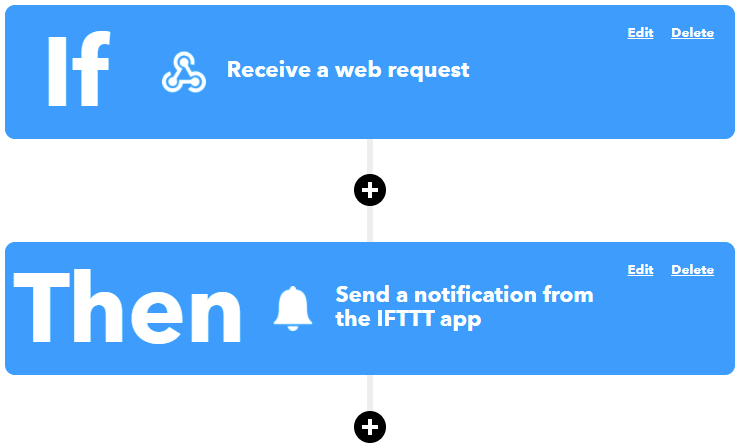 If
Receive a web request
Edit Delete
Then
Send a notification from
the IFTTT app
Edit Delete